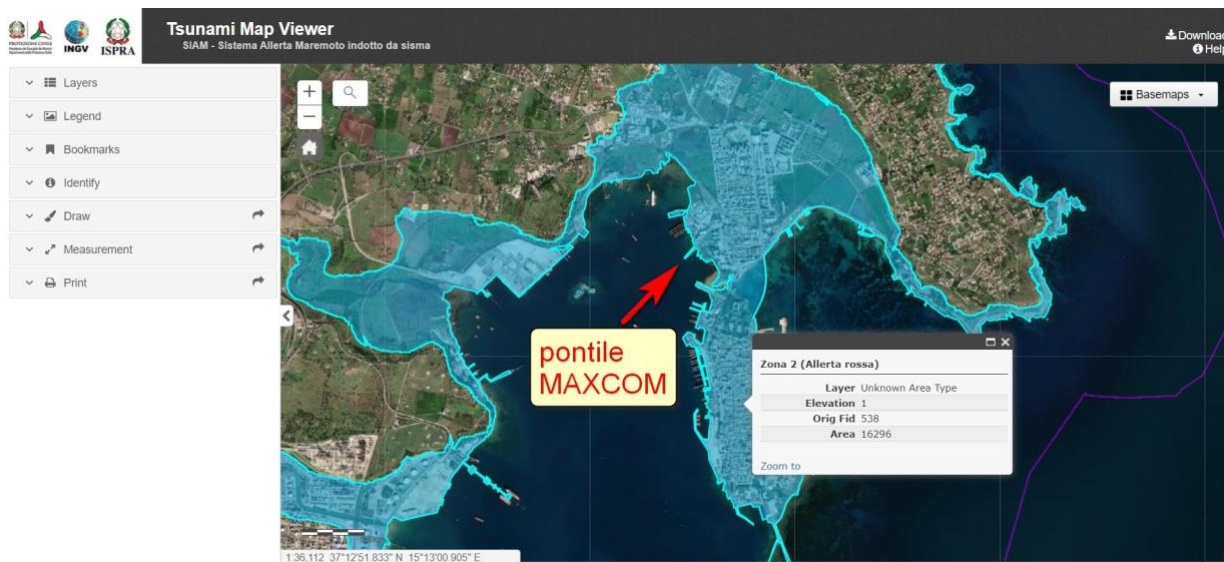 Tsunami Map Viewer
SIAM - SIstema Allerta Maremoto indotto da sisma
PROTEZIONE CIVILE
INGV
ISPRA
Download
Help
Layers
Legend
Bookmarks
Identify
Draw
Measurement
Print
Basemaps
pontile
MAXCOM
Zona 2 (Allerta rossa)
Layer Unknown Area Type
Elevation 1
Orig Fid 538
Area 16296
Zoom to
1:36,112 37°12'51.833" N 15°13'00.905" E